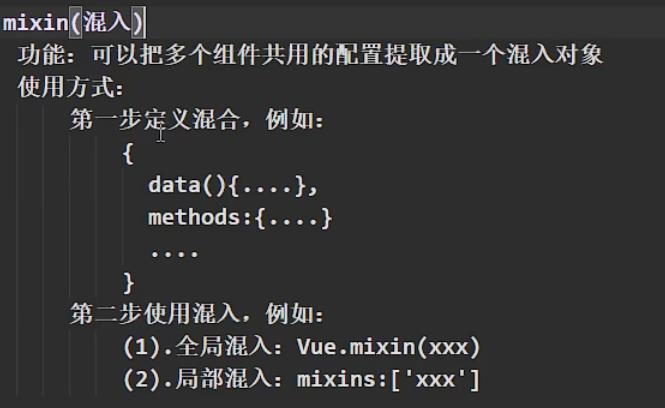 mixin(混入)
功能：可以把多个组件共用的配置提取成一个混入对象
使用方式：
第一步定义混合，例如：
{
data(){....},
methods:{....}
....
}
第二步使用混入，例如：
(1).全局混入：Vue.mixin(xxx)
(2).局部混入：mixins:['xxx']